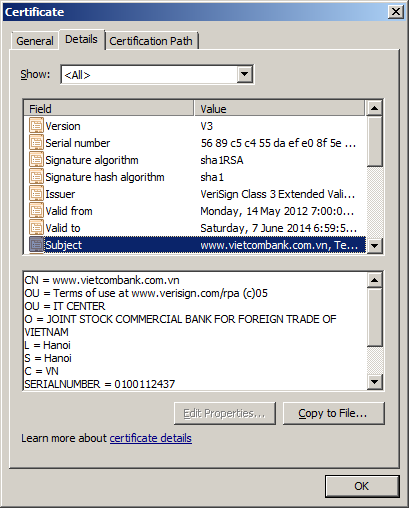 Certificate
General Details Certification Path
Show: <All>
Field Value
Version V3
Serial number 56 89 c5 c4 55 da ef e0 8f 5e ...
Signature algorithm sha1RSA
Signature hash algorithm sha1
Issuer VeriSign Class 3 Extended Vali...
Valid from Monday, 14 May 2012 7:00:0...
Valid to Saturday, 7 June 2014 6:59:5...
Subject www.vietcombank.com.vn, Te...
CN = www.vietcombank.com.vn
OU = Terms of use at www.verisign.com/rpa (c)05
OU = IT CENTER
O = JOINT STOCK COMMERCIAL BANK FOR FOREIGN TRADE OF
VIETNAM
L = Hanoi
S = Hanoi
C = VN
SERIALNUMBER = 0100112437
Edit Properties... Copy to File...
Learn more about certificate details
OK